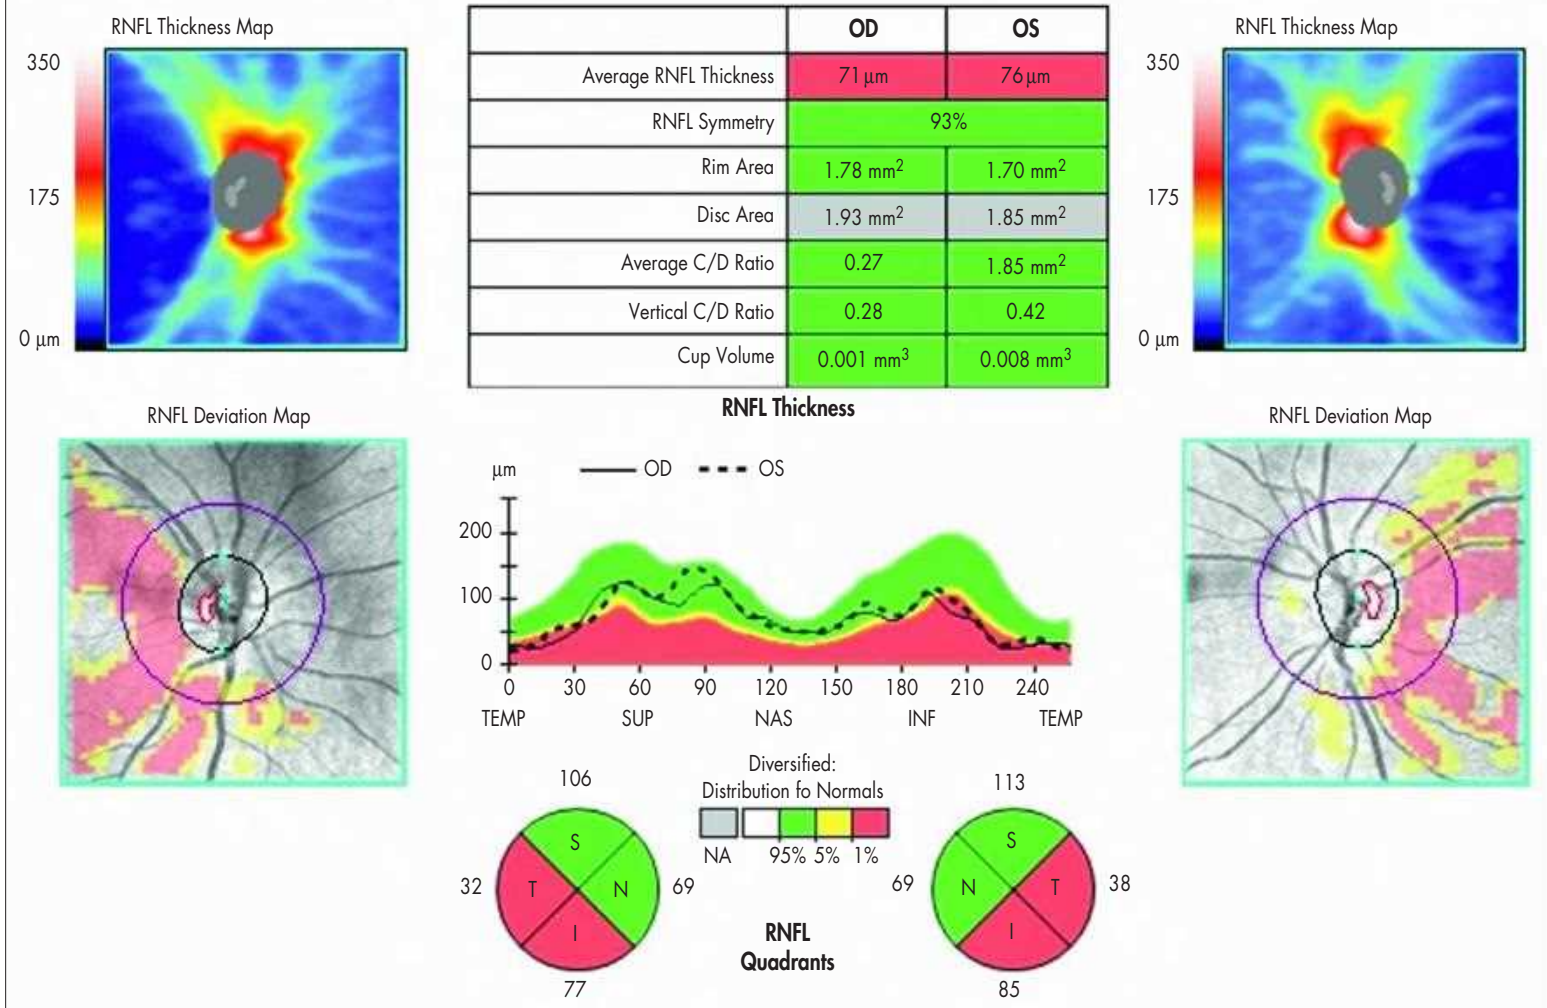 RNFL Thickness Map
350
175
0 µm
OD OS
Average RNFL Thickness 71 µm 76 µm
RNFL Symmetry 93%
Rim Area 1.78 mm² 1.70 mm²
Disc Area 1.93 mm² 1.85 mm²
Average C/D Ratio 0.27 1.85 mm²
Vertical C/D Ratio 0.28 0.42
Cup Volume 0.001 mm³ 0.008 mm³
RNFL Thickness Map
350
175
0 µm
RNFL Deviation Map
RNFL Thickness
µm OD OS
200
100
0
0 30 60 90 120 150 180 210 240
TEMP SUP NAS INF TEMP
RNFL Deviation Map
106
S
32 T N 69
I
77
Diversified:
Distribution fo Normals
NA 95% 5% 1%
RNFL
Quadrants
113
S
69 N T 38
I
85